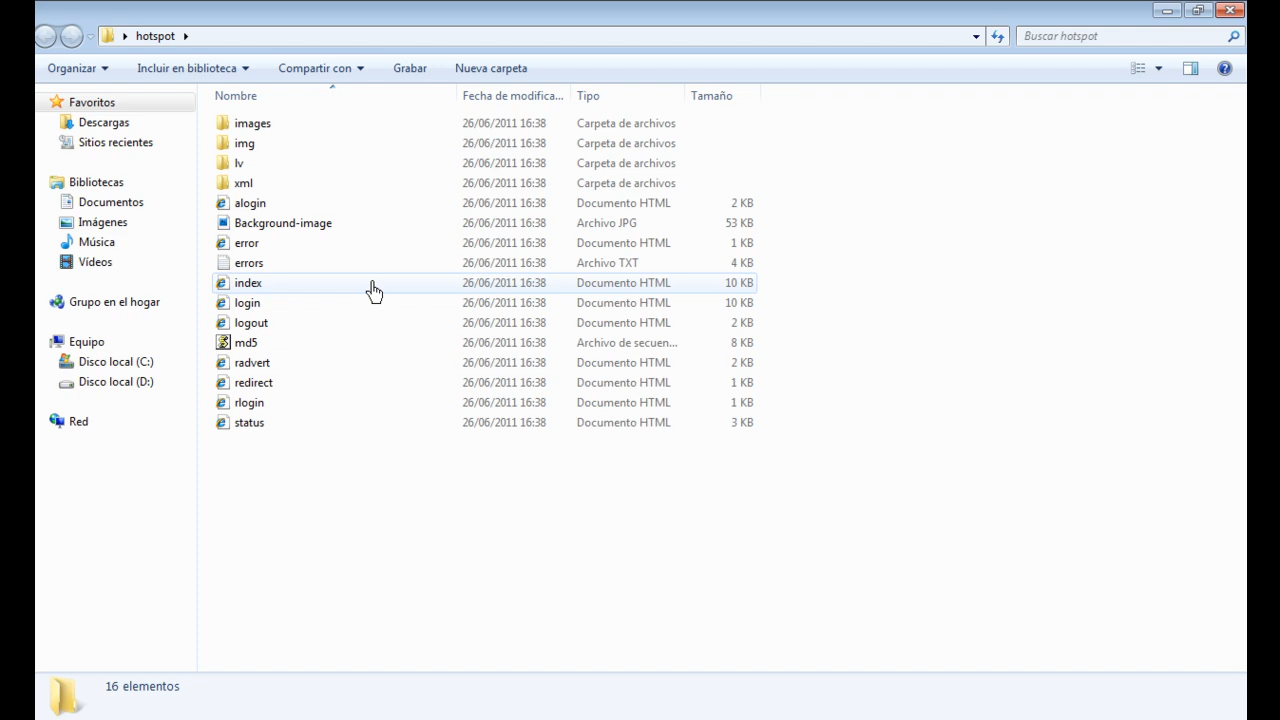 hotspot
Buscar hotspot
Organizar Incluir en biblioteca Compartir con Grabar Nueva carpeta
Favoritos
Descargas
Sitios recientes
Bibliotecas
Documentos
Imágenes
Música
Vídeos
Grupo en el hogar
Equipo
Disco local (C:)
Disco local (D:)
Red
Nombre Fecha de modifica... Tipo Tamaño
images 26/06/2011 16:38 Carpeta de archivos
img 26/06/2011 16:38 Carpeta de archivos
lv 26/06/2011 16:38 Carpeta de archivos
xml 26/06/2011 16:38 Carpeta de archivos
alogin 26/06/2011 16:38 Documento HTML 2 KB
Background-image 26/06/2011 16:38 Archivo JPG 53 KB
error 26/06/2011 16:38 Documento HTML 1 KB
errors 26/06/2011 16:38 Archivo TXT 4 KB
index 26/06/2011 16:38 Documento HTML 10 KB
login 26/06/2011 16:38 Documento HTML 10 KB
logout 26/06/2011 16:38 Documento HTML 2 KB
md5 26/06/2011 16:38 Archivo de secuen... 8 KB
radvert 26/06/2011 16:38 Documento HTML 2 KB
redirect 26/06/2011 16:38 Documento HTML 1 KB
rlogin 26/06/2011 16:38 Documento HTML 1 KB
status 26/06/2011 16:38 Documento HTML 3 KB
16 elementos